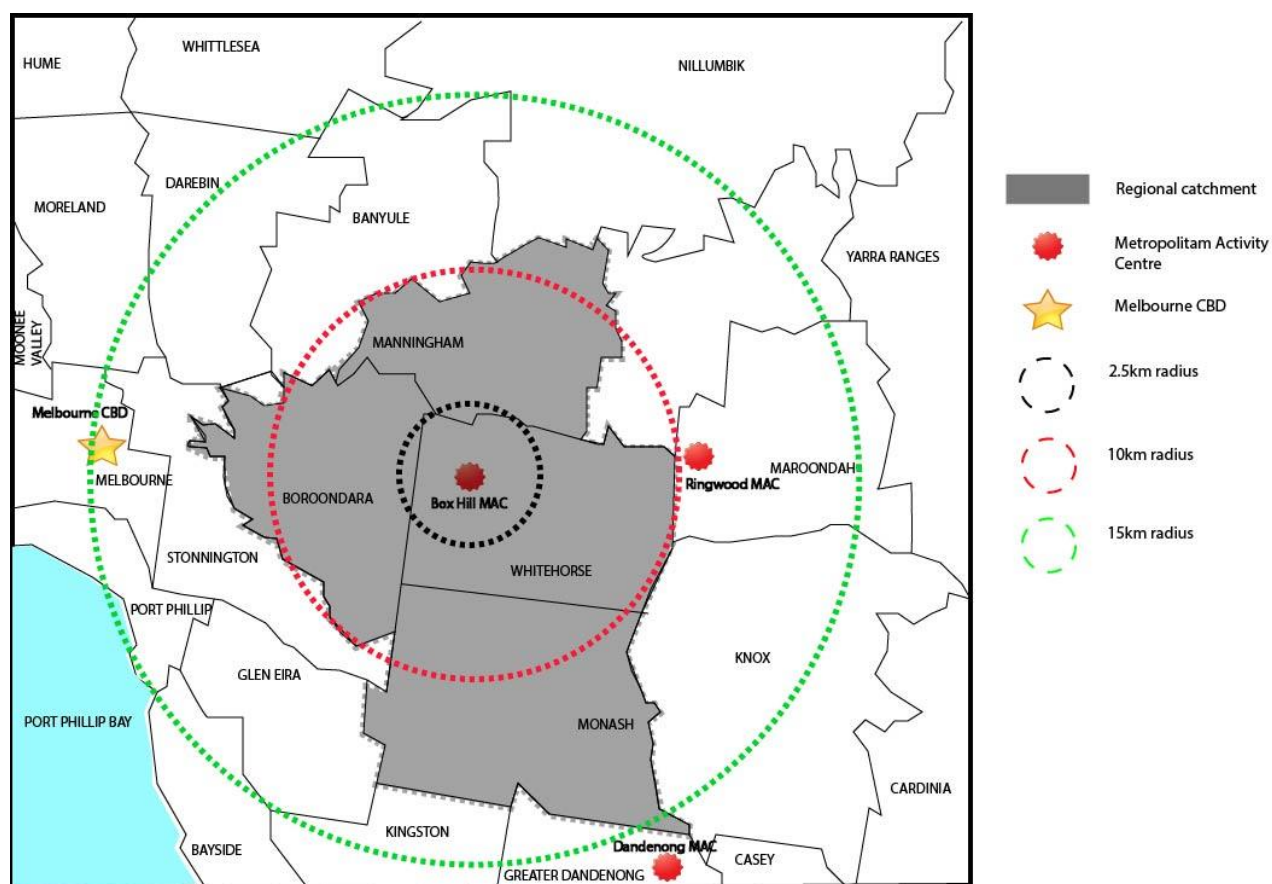 WHITTLESEA
HUME
NILLUMBIK
DAREBIN
MORELAND
BANYULE
YARRA RANGES
MOONEE
VALLEY
MANNINGHAM
Melbourne CBD
MELBOURNE
BOROONDARA
Box Hill MAC
Ringwood MAC
MAROONDAH
STONNINGTON
WHITEHORSE
PORT PHILLIP
GLEN EIRA
KNOX
PORT PHILLIP BAY
MONASH
CARDINIA
KINGSTON
BAYSIDE
Dandenong MAC
CASEY
GREATER DANDENONG
Regional catchment
Metropolitam Activity
Centre
Melbourne CBD
2.5km radius
10km radius
15km radius